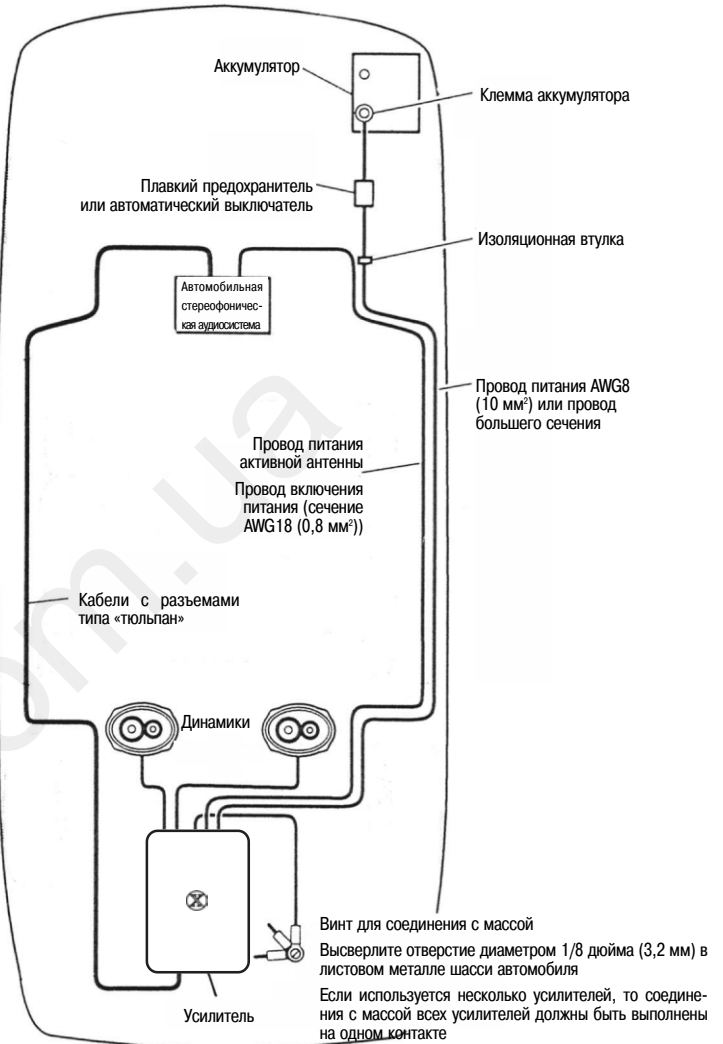 Аккумулятор
Клемма аккумулятора
Плавкий предохранитель
или автоматический выключатель
Изоляционная втулка
Автомобильная
стереофоничес-
кая аудиосистема
Провод питания AWG8
(10 мм²) или провод
большего сечения
Провод питания
активной антенны
Провод включения
питания (сечение
AWG18 (0,8 мм²))
Кабели с разъемами
типа «тюльпан»
Динамики
Усилитель
Винт для соединения с массой
Высверлите отверстие диаметром 1/8 дюйма (3,2 мм) в
листовом металле шасси автомобиля
Если используется несколько усилителей, то соедине-
ния с массой всех усилителей должны быть выполнены
на одном контакте
om.ua